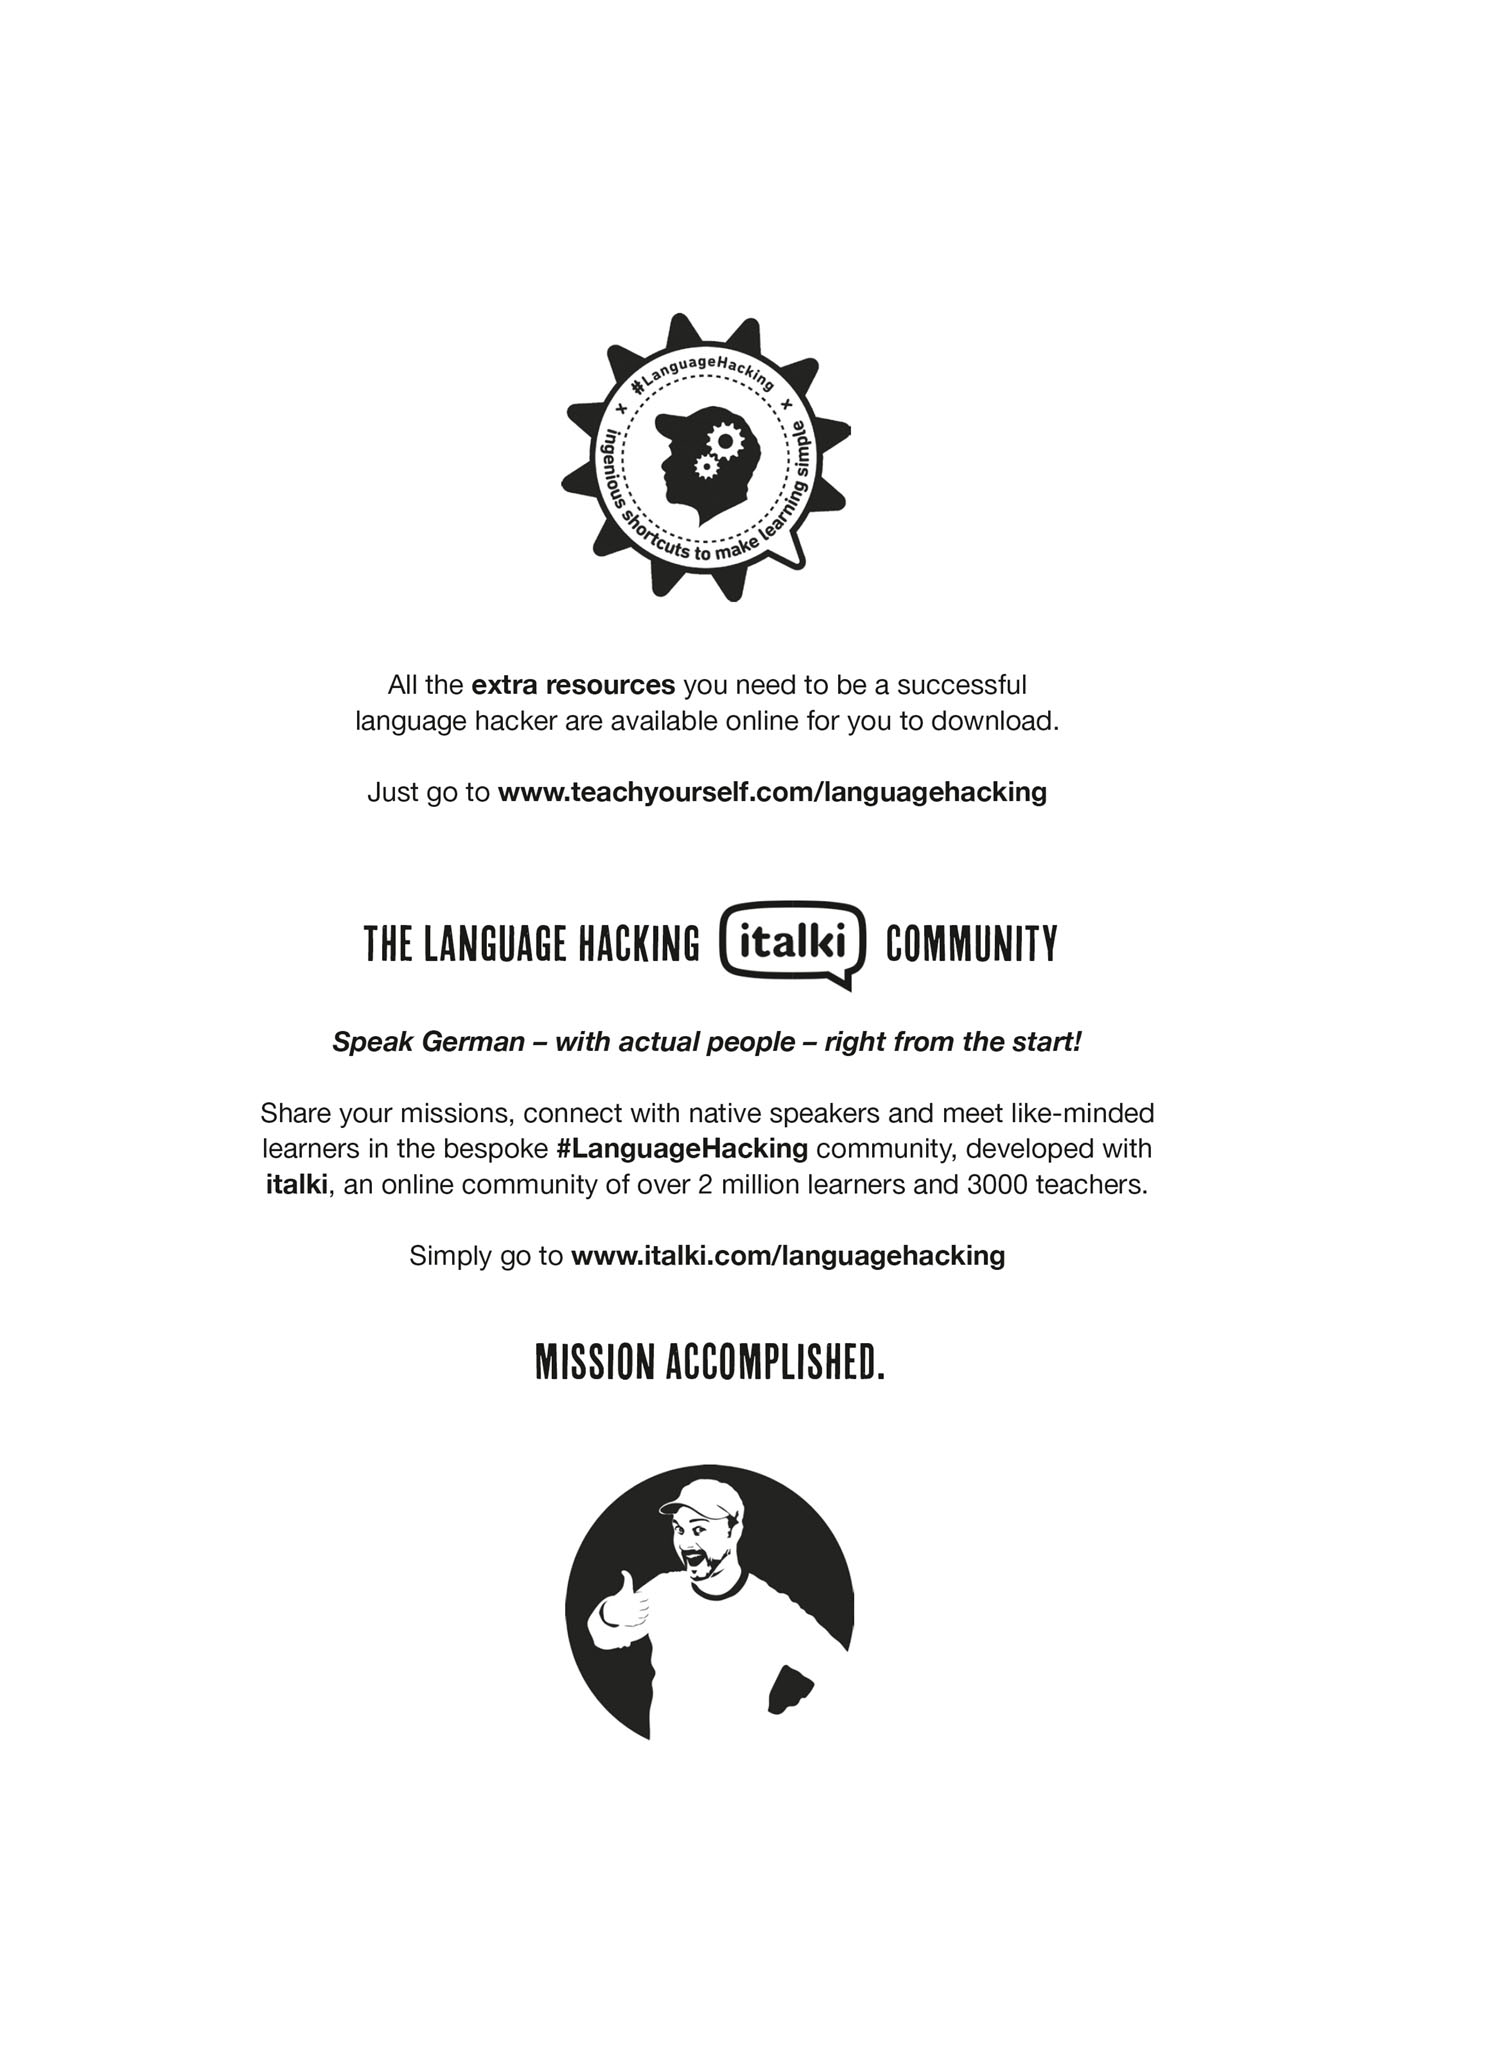 #LanguageHacking
x x
ingenious shortcuts to make learning simple
All the extra resources you need to be a successful
language hacker are available online for you to download.
Just go to www.teachyourself.com/languagehacking
THE LANGUAGE HACKING italki COMMUNITY
Speak German – with actual people – right from the start!
Share your missions, connect with native speakers and meet like-minded
learners in the bespoke #LanguageHacking community, developed with
italki, an online community of over 2 million learners and 3000 teachers.
Simply go to www.italki.com/languagehacking
MISSION ACCOMPLISHED.